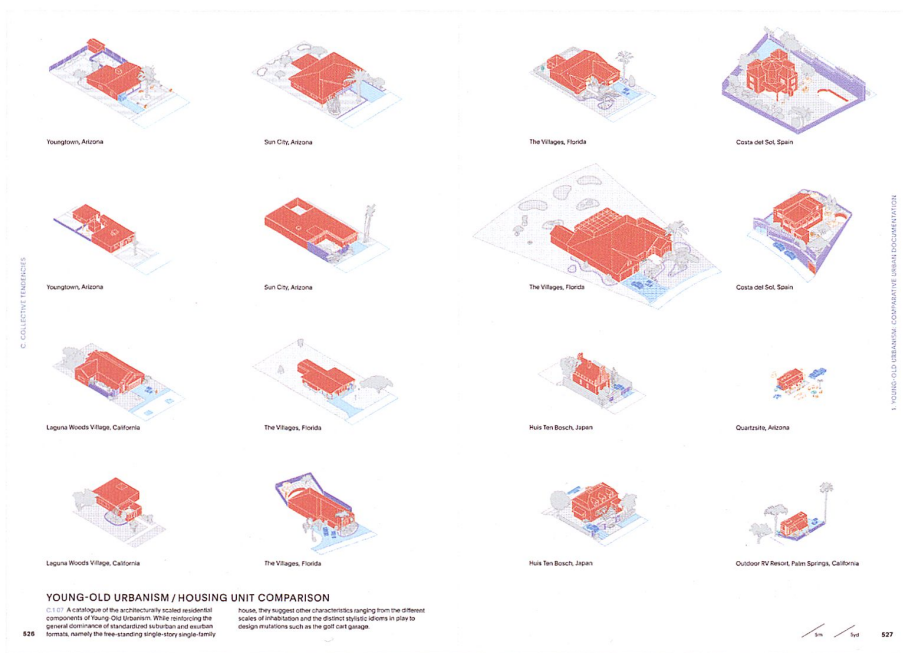 Youngtown, Arizona
Sun City, Arizona
The Villages, Florida
Costa del Sol, Spain
Youngtown, Arizona
Sun City, Arizona
The Villages, Florida
Costa del Sol, Spain
Laguna Woods Village, California
The Villages, Florida
Huis Ten Bosch, Japan
Quartzsite, Arizona
Laguna Woods Village, California
The Villages, Florida
Huis Ten Bosch, Japan
Outdoor RV Resort, Palm Springs, California
C. COLLECTIVE TENDENCIES
1. YOUNG-OLD URBANISM: COMPARATIVE URBAN DOCUMENTATION
YOUNG-OLD URBANISM / HOUSING UNIT COMPARISON
C.1.07 A catalogue of the architecturally scaled residential
components of Young-Old Urbanism. While reinforcing the
general dominance of standardized suburban and exurban
formats, namely the free-standing single-story single-family
house, they suggest other characteristics ranging from the different
scales of inhabitation and the distinct stylistic idioms in play to
design mutations such as the golf cart garage.
526
5m
5yd
527